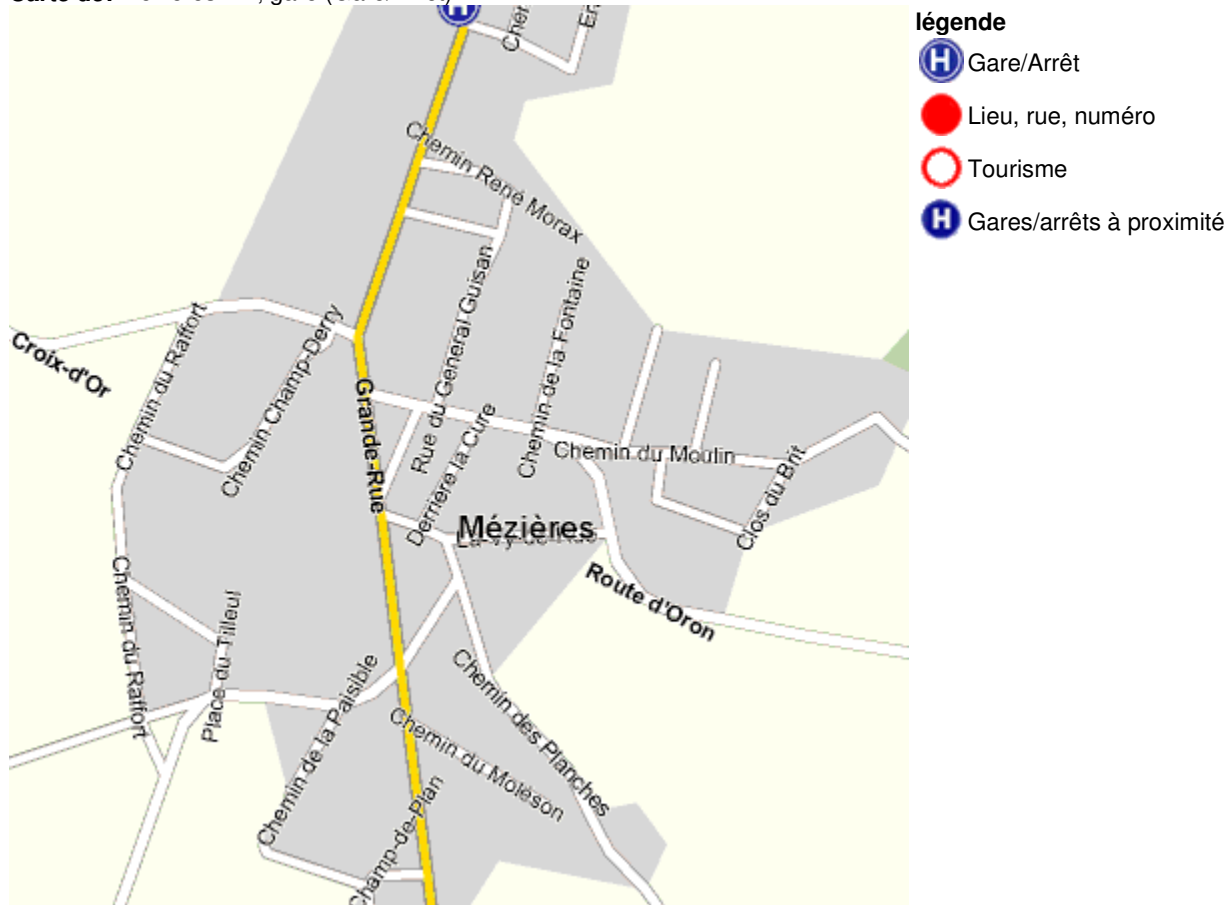 légende
H Gare/Arrêt
Lieu, rue, numéro
Tourisme
H Gares/arrêts à proximité
H
Chemin René Morax
Rue du Général Guisan
Chemin de la Fontaine
Croix-d'Or
Chemin du Raffort
Chemin Champ-Derry
Grande-Rue
Derrière la Cure
Chemin du Moulin
Clos du Brit
Mézières
Route d'Oron
Chemin du Raffort
Place du Tilleul
Chemin de la Paisible
Chemin des Planches
Chemin du Moléson
Champ-de-Plan